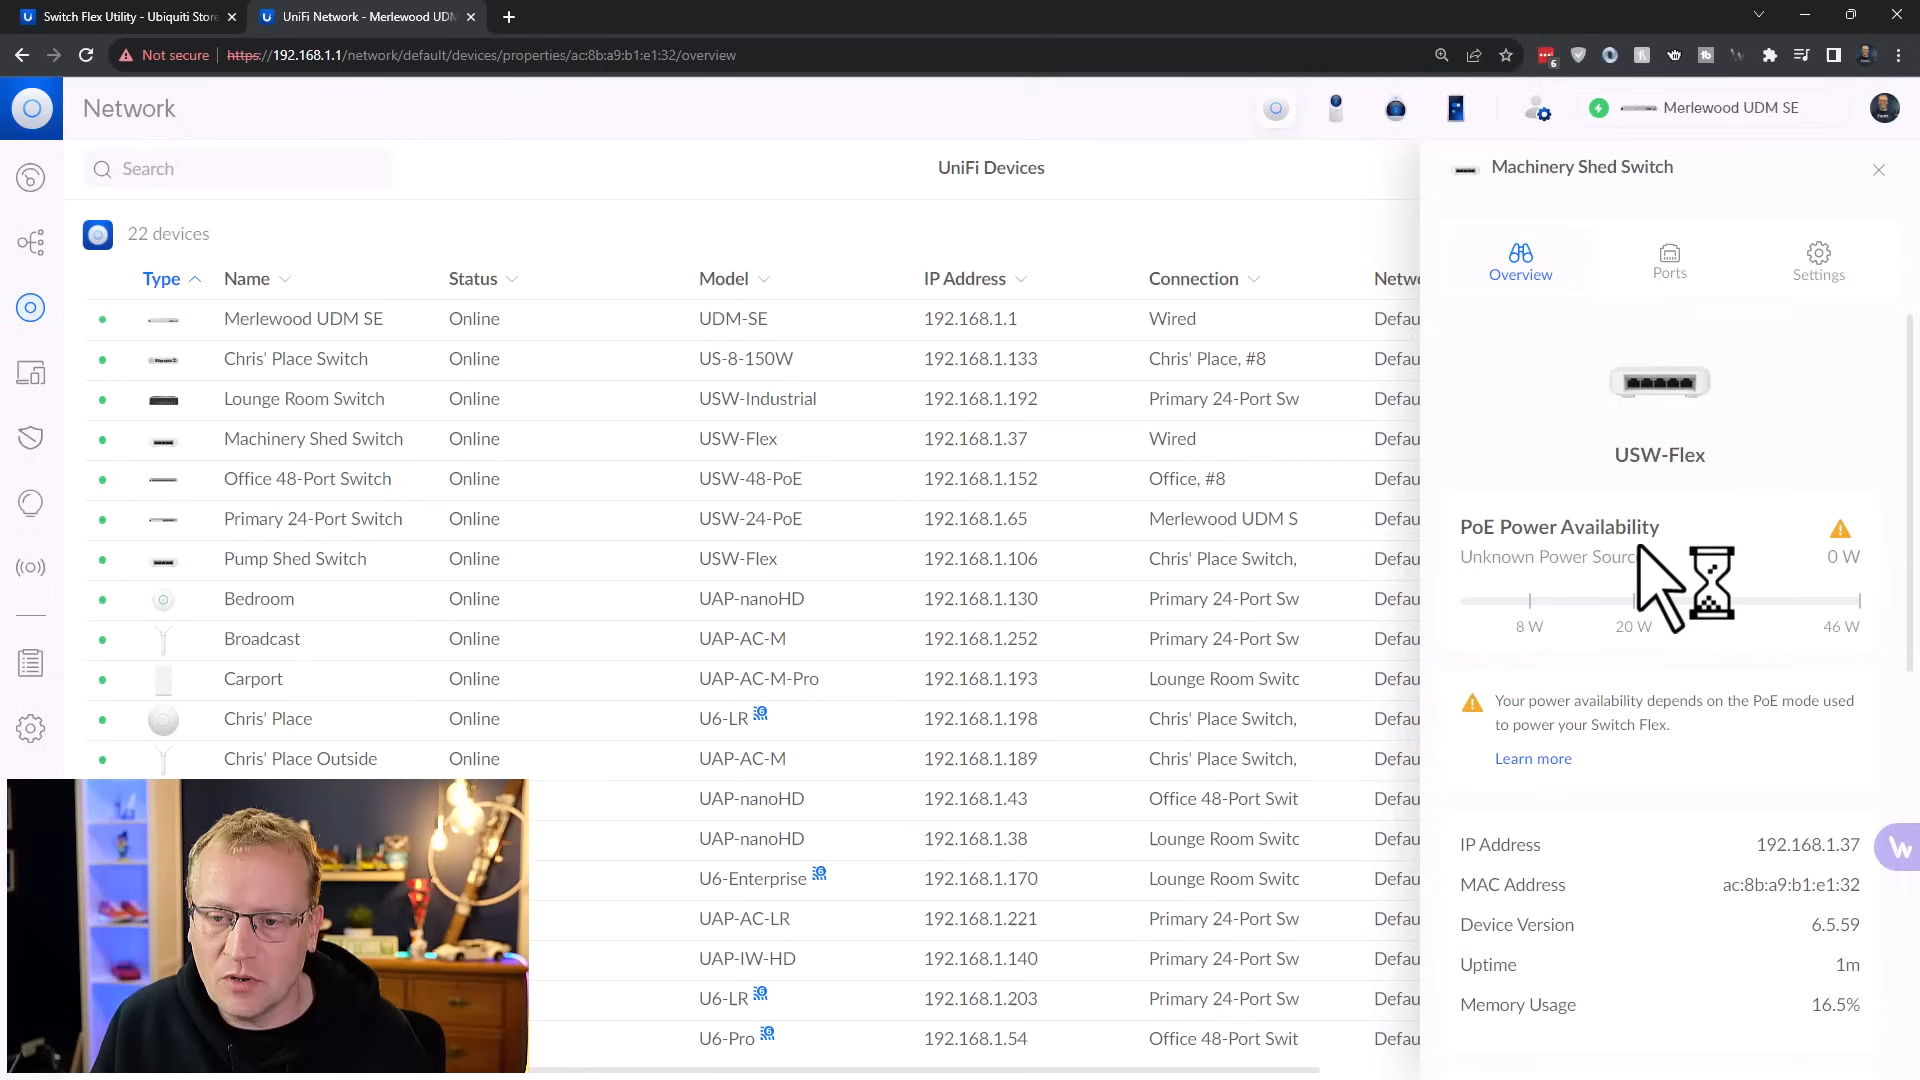 Switch Flex Utility - Ubiquiti Store
UniFi Network - Merlewood UDM
Not secure
https://192.168.1.1/network/default/devices/properties/ac:8b:a9:b1:e1:32/overview
6
Network
Merlewood UDM SE
Search
UniFi Devices
22 devices
Type Name Status Model IP Address Connection Netwo
Merlewood UDM SE Online UDM-SE 192.168.1.1 Wired Defau
Chris' Place Switch Online US-8-150W 192.168.1.133 Chris' Place, #8 Defau
Lounge Room Switch Online USW-Industrial 192.168.1.192 Primary 24-Port Sw Defau
Machinery Shed Switch Online USW-Flex 192.168.1.37 Wired Defau
Office 48-Port Switch Online USW-48-PoE 192.168.1.152 Office, #8 Defau
Primary 24-Port Switch Online USW-24-PoE 192.168.1.65 Merlewood UDM S Defau
Pump Shed Switch Online USW-Flex 192.168.1.106 Chris' Place Switch, Defau
Bedroom Online UAP-nanoHD 192.168.1.130 Primary 24-Port Sw Defau
Broadcast Online UAP-AC-M 192.168.1.252 Primary 24-Port Sw Defau
Carport Online UAP-AC-M-Pro 192.168.1.193 Lounge Room Switc Defau
Chris' Place Online U6-LR 192.168.1.198 Chris' Place Switch, Defau
Chris' Place Outside Online UAP-AC-M 192.168.1.189 Chris' Place Switch, Defau
UAP-nanoHD 192.168.1.43 Office 48-Port Swit Defau
UAP-nanoHD 192.168.1.38 Lounge Room Switc Defau
U6-Enterprise 192.168.1.170 Lounge Room Switc Defau
UAP-AC-LR 192.168.1.221 Primary 24-Port Sw Defau
UAP-IW-HD 192.168.1.140 Primary 24-Port Sw Defau
U6-LR 192.168.1.203 Primary 24-Port Sw Defau
U6-Pro 192.168.1.54 Office 48-Port Swit Defau
Machinery Shed Switch
Overview Ports Settings
USW-Flex
PoE Power Availability
Unknown Power Sourc 0 W
8 W 20 W 46 W
Your power availability depends on the PoE mode used
to power your Switch Flex.
Learn more
IP Address 192.168.1.37
MAC Address ac:8b:a9:b1:e1:32
Device Version 6.5.59
Uptime 1m
Memory Usage 16.5%